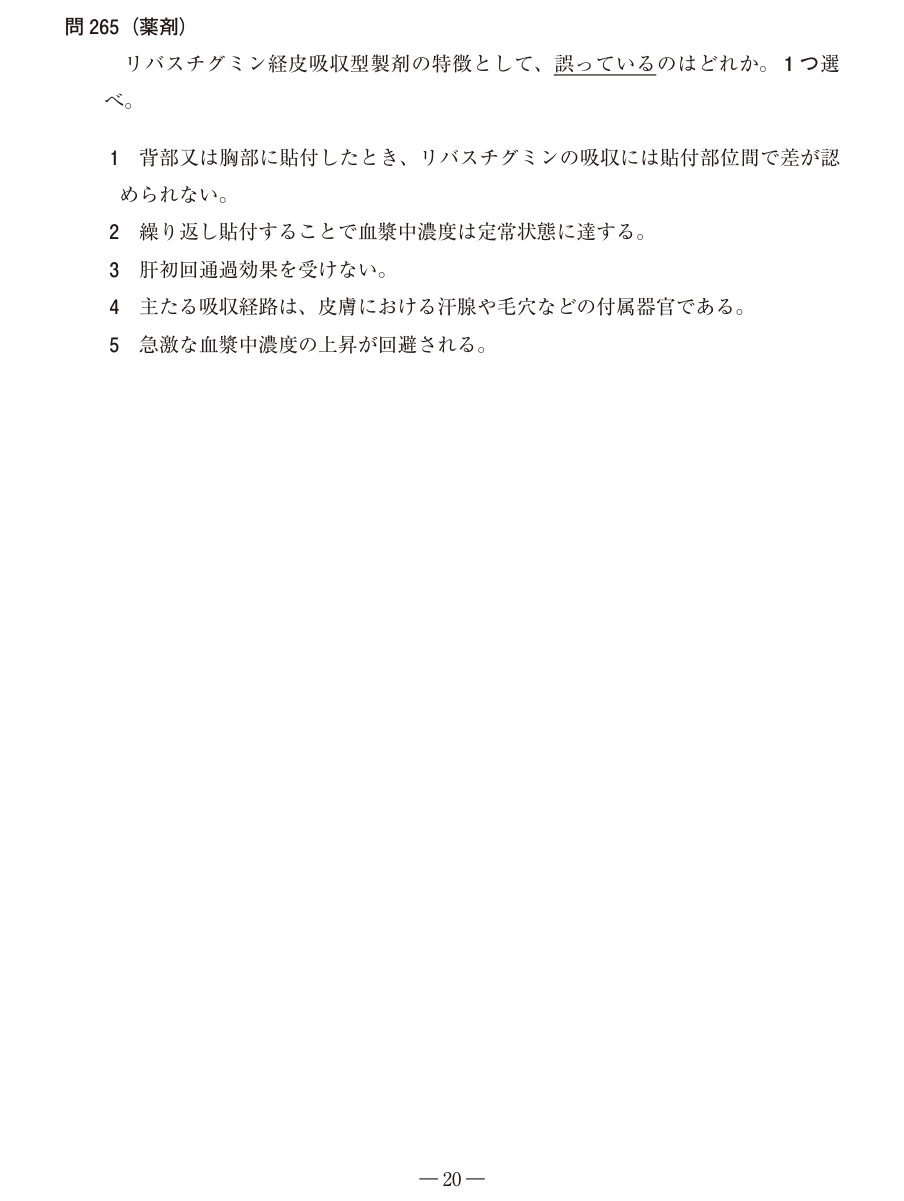 問 265（薬剤）
リバスチグミン経皮吸収型製剤の特徴として、誤っているのはどれか。1つ選
べ。
1　背部又は胸部に貼付したとき、リバスチグミンの吸収には貼付部位間で差が認
められない。
2　繰り返し貼付することで血漿中濃度は定常状態に達する。
3　肝初回通過効果を受けない。
4　主たる吸収経路は、皮膚における汗腺や毛穴などの付属器官である。
5　急激な血漿中濃度の上昇が回避される。
― 20 ―